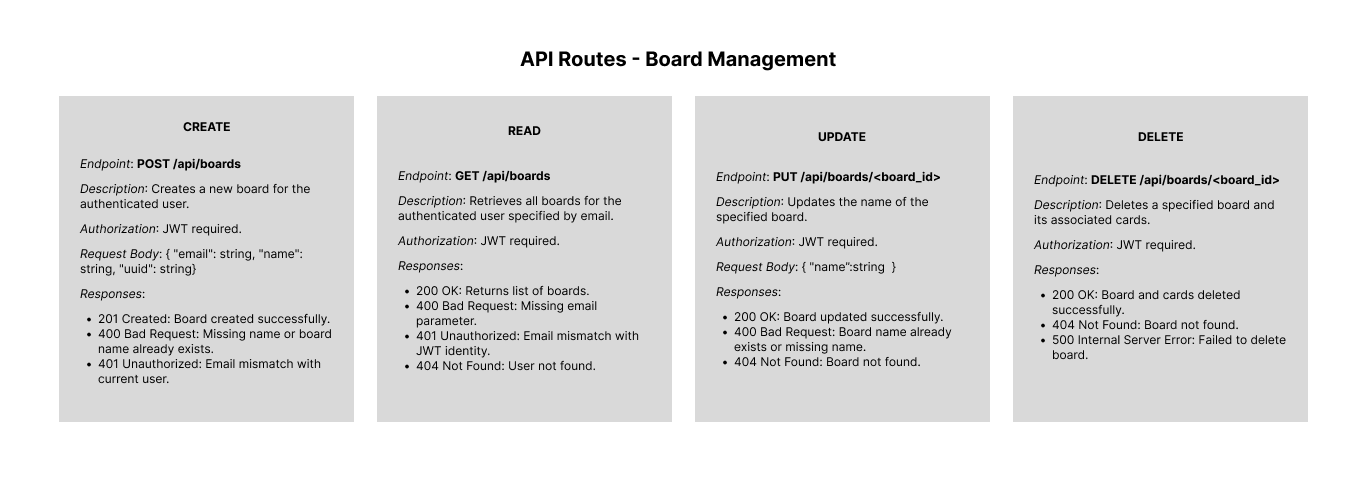 API Routes - Board Management
CREATE
Endpoint: POST /api/boards
Description: Creates a new board for the
authenticated user.
Authorization: JWT required.
Request Body: { "email": string, "name":
string, "uuid": string}
Responses:
• 201 Created: Board created successfully.
• 400 Bad Request: Missing name or board
name already exists.
• 401 Unauthorized: Email mismatch with
current user.
READ
Endpoint: GET /api/boards
Description: Retrieves all boards for the
authenticated user specified by email.
Authorization: JWT required.
Responses:
• 200 OK: Returns list of boards.
• 400 Bad Request: Missing email
parameter.
• 401 Unauthorized: Email mismatch with
JWT identity.
• 404 Not Found: User not found.
UPDATE
Endpoint: PUT /api/boards/<board_id>
Description: Updates the name of the
specified board.
Authorization: JWT required.
Request Body: { "name":string  }
Responses:
• 200 OK: Board updated successfully.
• 400 Bad Request: Board name already
exists or missing name.
• 404 Not Found: Board not found.
DELETE
Endpoint: DELETE /api/boards/<board_id>
Description: Deletes a specified board and
its associated cards.
Authorization: JWT required.
Responses:
• 200 OK: Board and cards deleted
successfully.
• 404 Not Found: Board not found.
• 500 Internal Server Error: Failed to delete
board.